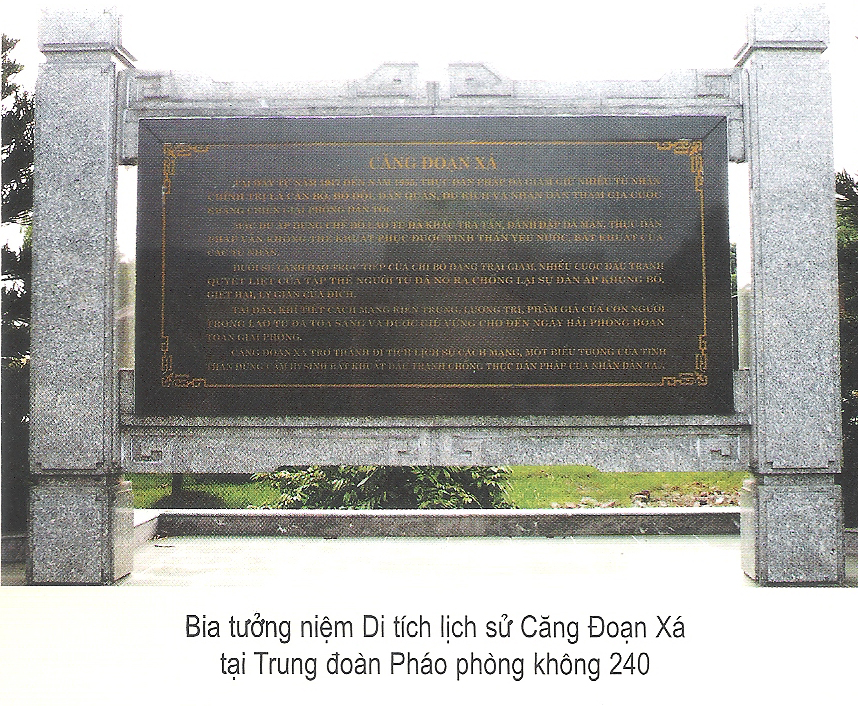 CĂNG ĐOẠN XÁ
TẠI ĐÂY TỪ NĂM 1947 ĐẾN NĂM 1955, THỰC DÂN PHÁP ĐÃ GIAM GIỮ NHIỀU TÙ NHÂN
CHÍNH TRỊ LÀ CÁN BỘ, BỘ ĐỘI, DÂN QUÂN, DU KÍCH VÀ NHÂN DÂN THAM GIA CUỘC
KHÁNG CHIẾN GIẢI PHÓNG DÂN TỘC.
MẶC DÙ ÁP DỤNG CHẾ ĐỘ LAO TÙ HÀ KHẮC TRA TẤN, ĐÁNH ĐẬP DÃ MAN, THỰC DÂN
PHÁP VẪN KHÔNG THỂ KHUẤT PHỤC ĐƯỢC TINH THẦN YÊU NƯỚC, BẤT KHUẤT CỦA
CÁC TÙ NHÂN.
DƯỚI SỰ LÃNH ĐẠO TRỰC TIẾP CỦA CHI BỘ ĐẢNG TRẠI GIAM, NHIỀU CUỘC ĐẤU TRANH
QUYẾT LIỆT CỦA TẬP THỂ NGƯỜI TÙ ĐÃ NỔ RA CHỐNG LẠI SỰ ĐÀN ÁP KHỦNG BỐ,
GIẾT HẠI, LY GIÁN CỦA ĐỊCH.
TẠI ĐÂY, KHÍ TIẾT CÁCH MẠNG KIÊN TRUNG, LƯƠNG TRI, PHẨM GIÁ CỦA CON NGƯỜI
TRONG LAO TÙ ĐÃ TỎA SÁNG VÀ ĐƯỢC GIỮ VỮNG CHO ĐẾN NGÀY HẢI PHÒNG HOÀN
TOÀN GIẢI PHÓNG.
CĂNG ĐOẠN XÁ TRỞ THÀNH DI TÍCH LỊCH SỬ CÁCH MẠNG, MỘT BIỂU TƯỢNG CỦA TINH
THẦN DŨNG CẢM HY SINH BẤT KHUẤT ĐẤU TRANH CHỐNG THỰC DÂN PHÁP CỦA NHÂN DÂN TA...
Bia tưởng niệm Di tích lịch sử Căng Đoạn Xá
tại Trung đoàn Pháo phòng không 240